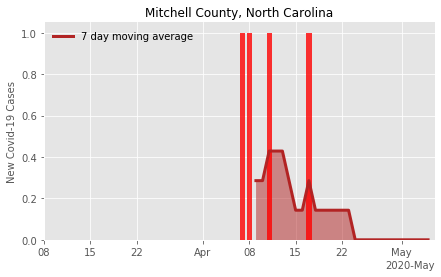 Mitchell County, North Carolina
7 day moving average
New Covid-19 Cases
1.0
0.8
0.6
0.4
0.2
0.0
08 15 22 Apr 08 15 22 May
2020-May